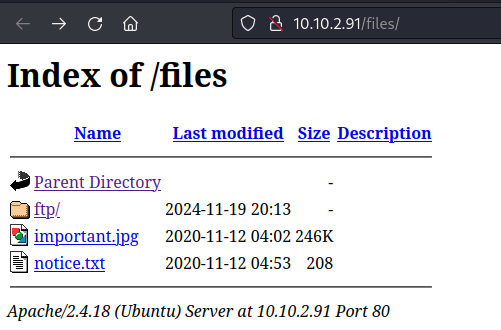 10.10.2.91/files/
Index of /files
Name Last modified Size Description
Parent Directory -
ftp/ 2024-11-19 20:13 -
important.jpg 2020-11-12 04:02 246K
notice.txt 2020-11-12 04:53 208
Apache/2.4.18 (Ubuntu) Server at 10.10.2.91 Port 80